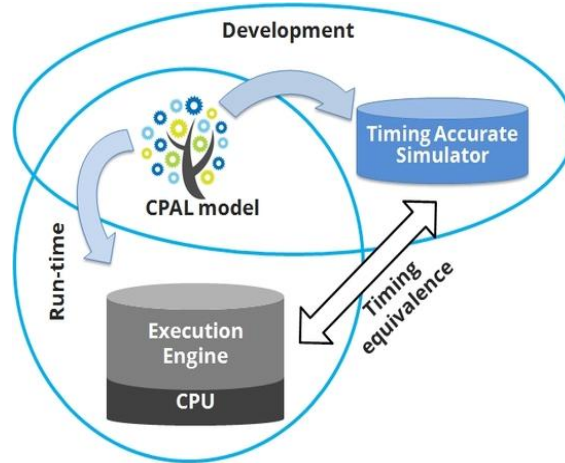 Development
Timing Accurate
Simulator
CPAL model
Run-time
Timing
equivalence
Execution
Engine
CPU